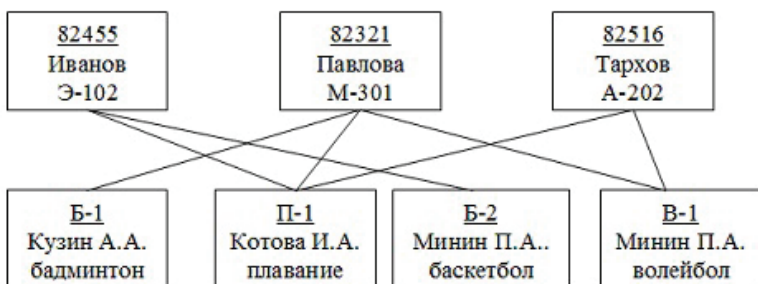 82455
Иванов
Э-102
82321
Павлова
М-301
82516
Тархов
А-202
Б-1
Кузин А.А.
бадминтон
П-1
Котова И.А.
плавание
Б-2
Минин П.А..
баскетбол
В-1
Минин П.А.
волейбол